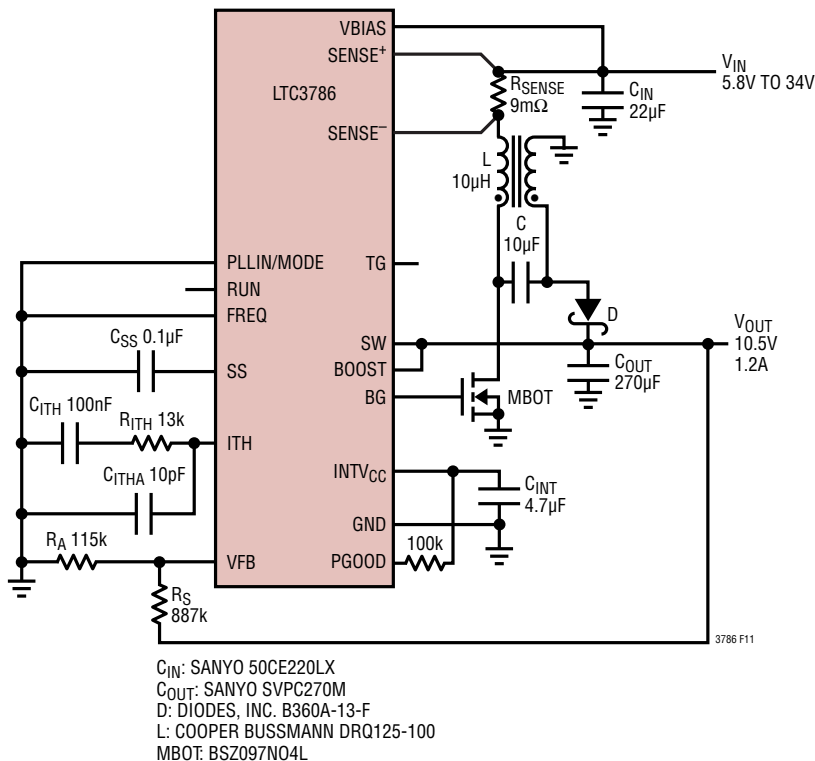 VBIAS
SENSE+
LTC3786
SENSE–
RSENSE
9mΩ
VIN
5.8V TO 34V
CIN
22µF
L
10µH
C
10µF
PLLIN/MODE
RUN
FREQ
TG
D
CSS 0.1µF
SS
SW
BOOST
BG
VOUT
10.5V
1.2A
COUT
270µF
MBOT
CITH 100nF
RITH 13k
ITH
CITHA 10pF
INTVCC
CINT
4.7µF
GND
RA 115k
VFB
PGOOD
100k
RS
887k
3786 F11
CIN: SANYO 50CE220LX
COUT: SANYO SVPC270M
D: DIODES, INC. B360A-13-F
L: COOPER BUSSMANN DRQ125-100
MBOT: BSZ097NO4L